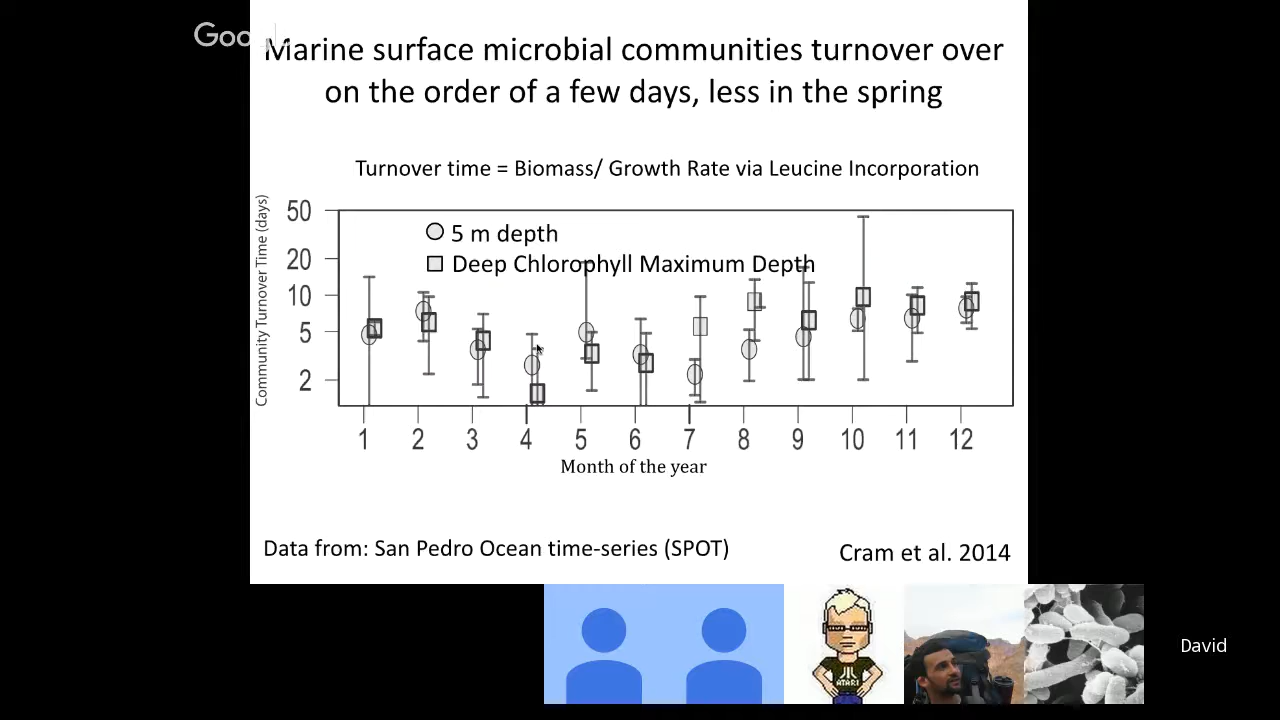 Goo
Marine surface microbial communities turnover over
on the order of a few days, less in the spring
Turnover time = Biomass/ Growth Rate via Leucine Incorporation
Community Turnover Time (days)
50
20
10
5
2
5 m depth
Deep Chlorophyll Maximum Depth
1 2 3 4 5 6 7 8 9 10 11 12
Month of the year
Data from: San Pedro Ocean time-series (SPOT)
Cram et al. 2014
ATARI
David